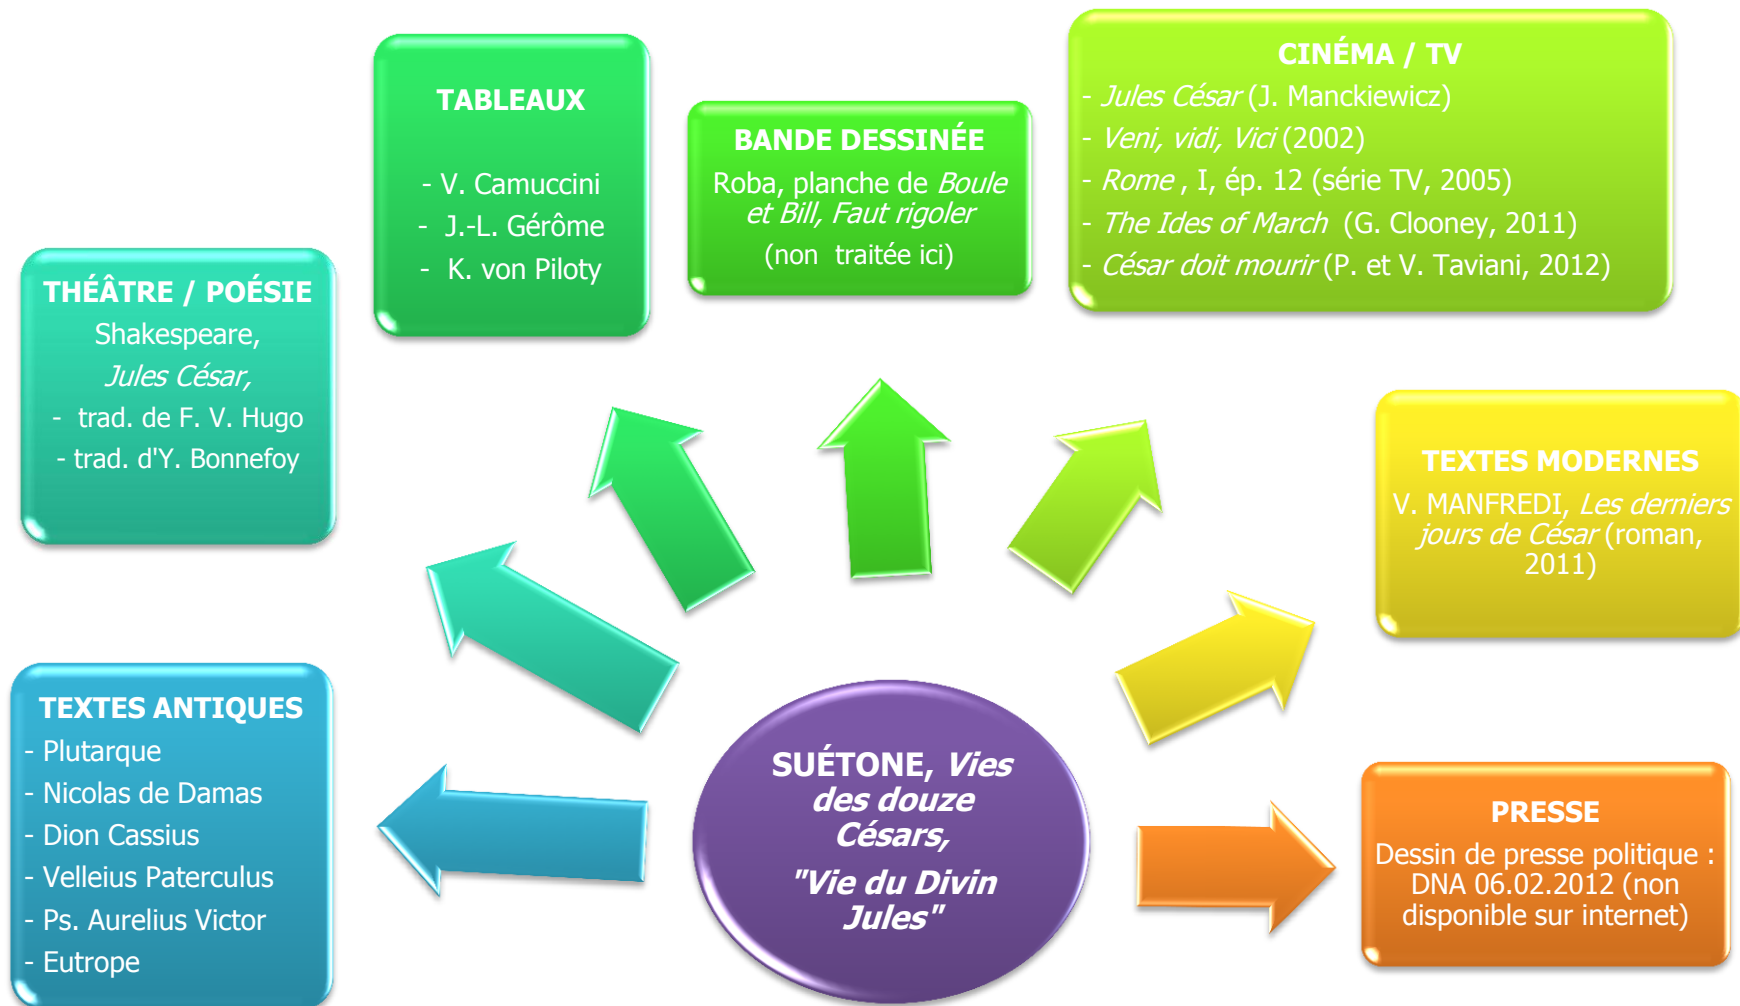 TABLEAUX
- V. Camuccini
- J.-L. Gérôme
- K. von Piloty
BANDE DESSINÉE
Roba, planche de Boule
et Bill, Faut rigoler
(non traitée ici)
CINÉMA / TV
- Jules César (J. Manckiewicz)
- Veni, vidi, Vici (2002)
- Rome , I, ép. 12 (série TV, 2005)
- The Ides of March (G. Clooney, 2011)
- César doit mourir (P. et V. Taviani, 2012)
THÉÂTRE / POÉSIE
Shakespeare,
Jules César,
- trad. de F. V. Hugo
- trad. d'Y. Bonnefoy
TEXTES MODERNES
V. MANFREDI, Les derniers
jours de César (roman,
2011)
TEXTES ANTIQUES
- Plutarque
- Nicolas de Damas
- Dion Cassius
- Velleius Paterculus
- Ps. Aurelius Victor
- Eutrope
SUÉTONE, Vies
des douze
Césars,
"Vie du Divin
Jules"
PRESSE
Dessin de presse politique :
DNA 06.02.2012 (non
disponible sur internet)